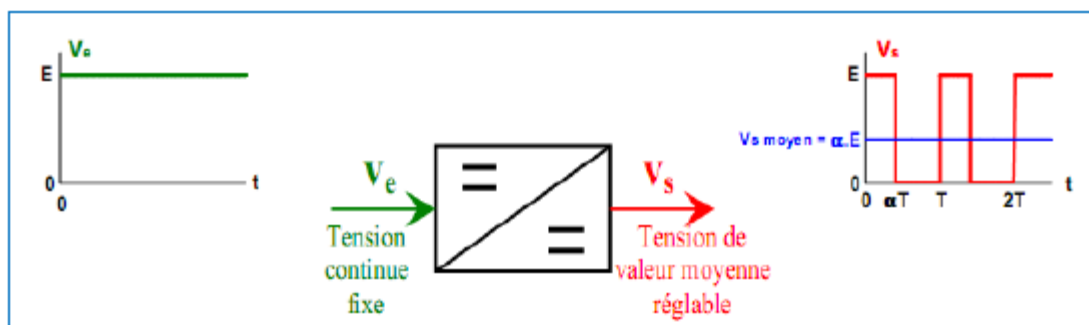 Ve
E
0
0
t
Ve
Tension
continue
fixe
Vs
Tension de
valeur moyenne
réglable
Vs
E
Vs moyen = α.E
0
0 αT T 2T
t